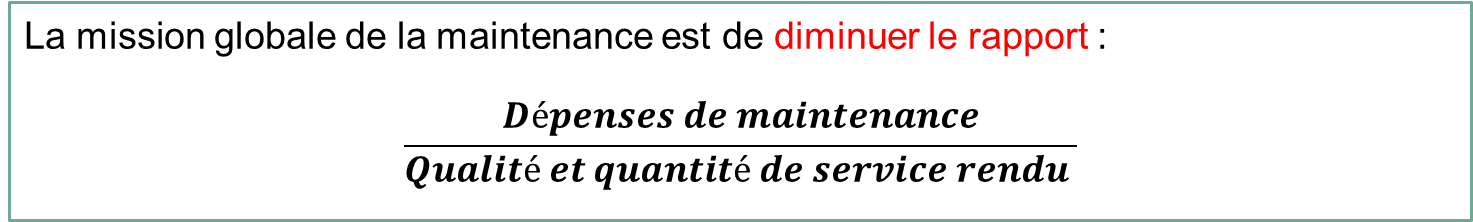 La mission globale de la maintenance est de diminuer le rapport :
Dépenses de maintenance
Qualité et quantité de service rendu